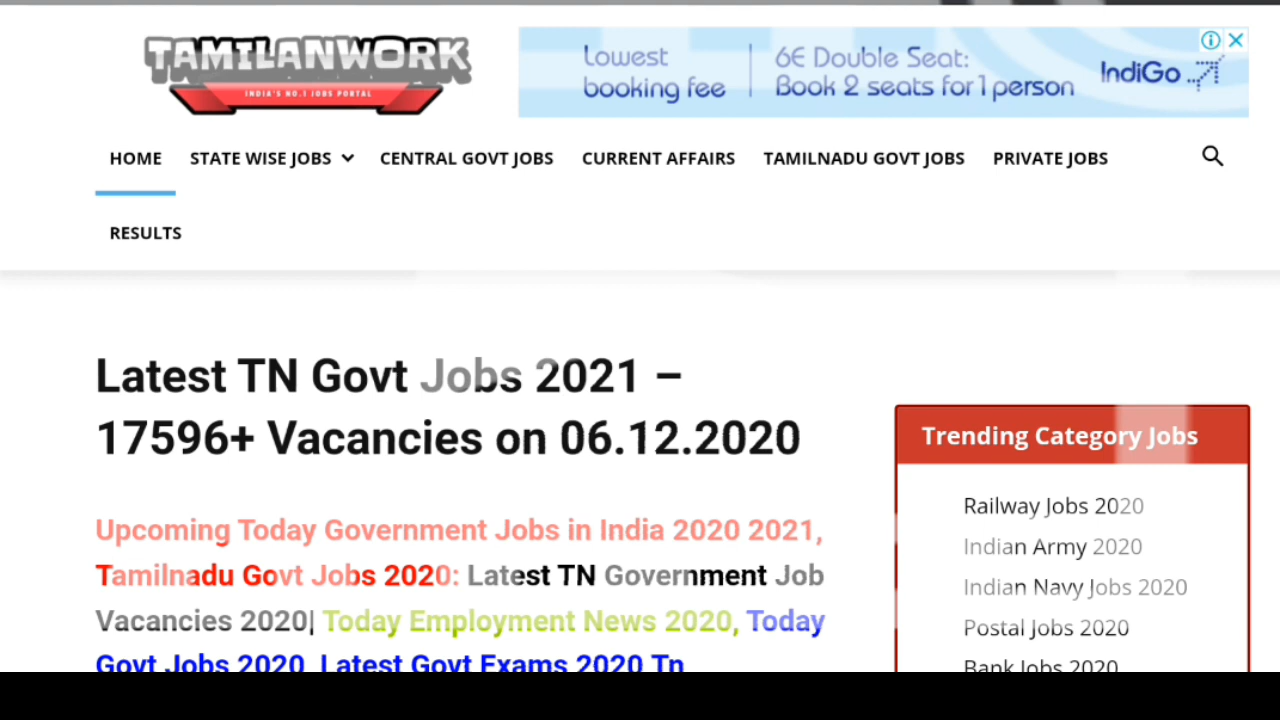 TAMILANWORK
INDIA'S NO.1 JOBS PORTAL
Lowest
booking fee
6E Double Seat:
Book 2 seats for 1 person
IndiGo
HOME
STATE WISE JOBS
CENTRAL GOVT JOBS
CURRENT AFFAIRS
TAMILNADU GOVT JOBS
PRIVATE JOBS
RESULTS
Latest TN Govt Jobs 2021 –
17596+ Vacancies on 06.12.2020
Upcoming Today Government Jobs in India 2020 2021,
Tamilnadu Govt Jobs 2020: Latest TN Government Job
Vacancies 2020| Today Employment News 2020, Today
Govt Jobs 2020, Latest Govt Exams 2020 Tn
Trending Category Jobs
Railway Jobs 2020
Indian Army 2020
Indian Navy Jobs 2020
Postal Jobs 2020
Bank Jobs 2020